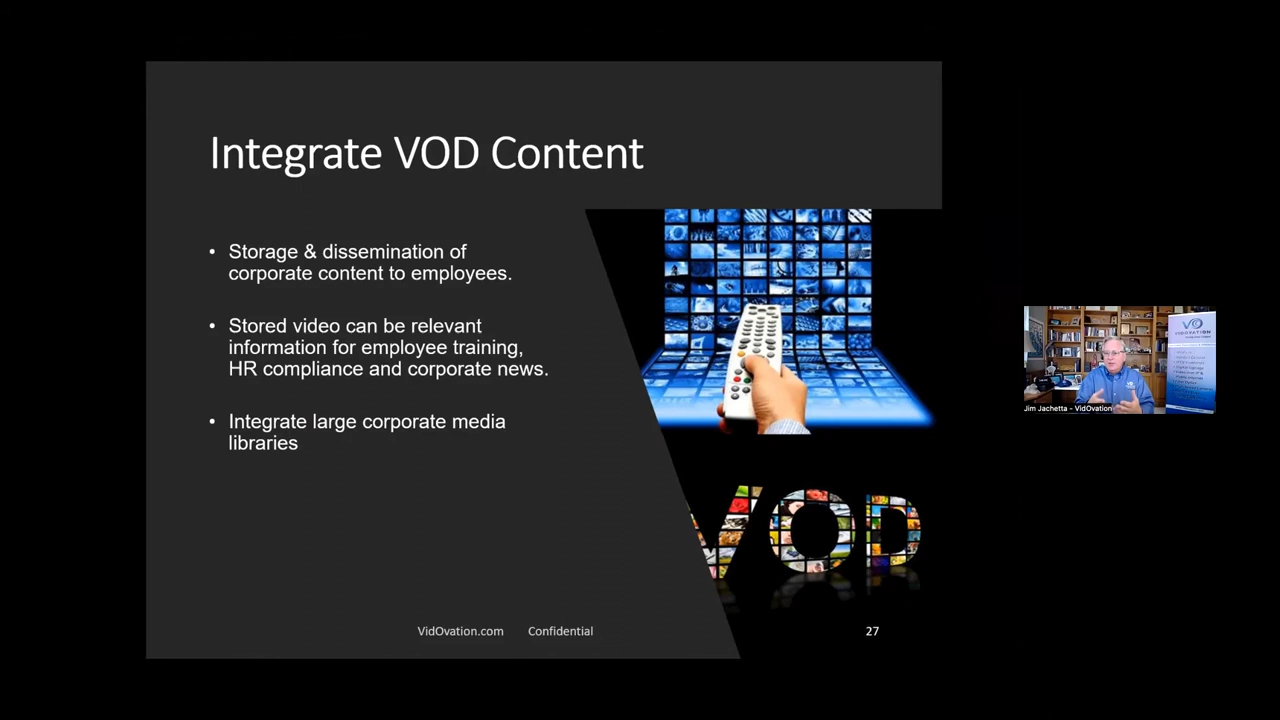 Integrate VOD Content
• Storage & dissemination of
corporate content to employees.
• Stored video can be relevant
information for employee training,
HR compliance and corporate news.
• Integrate large corporate media
libraries
VOD
VidOvation.com Confidential 27
VIDOVATION
Jim Jachetta - VidOvation